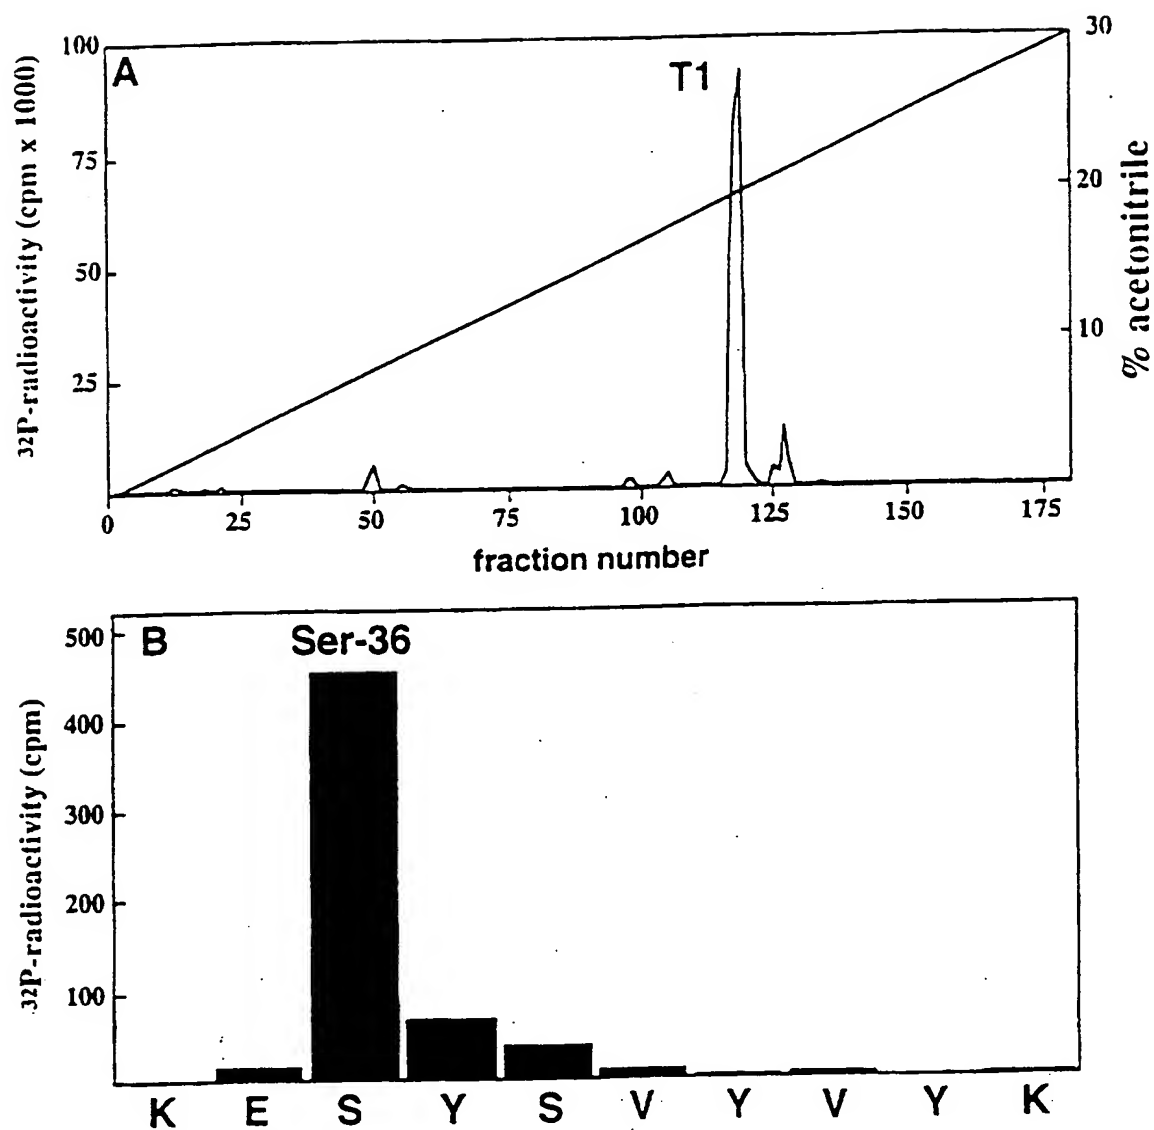 A
T1
100
75
50
25
³²P-radioactivity (cpm x 1000)
30
20
10
% acetonitrile
0 25 50 75 100 125 150 175
fraction number
B
Ser-36
500
400
300
200
100
³²P-radioactivity (cpm)
K E S Y S V Y V Y K